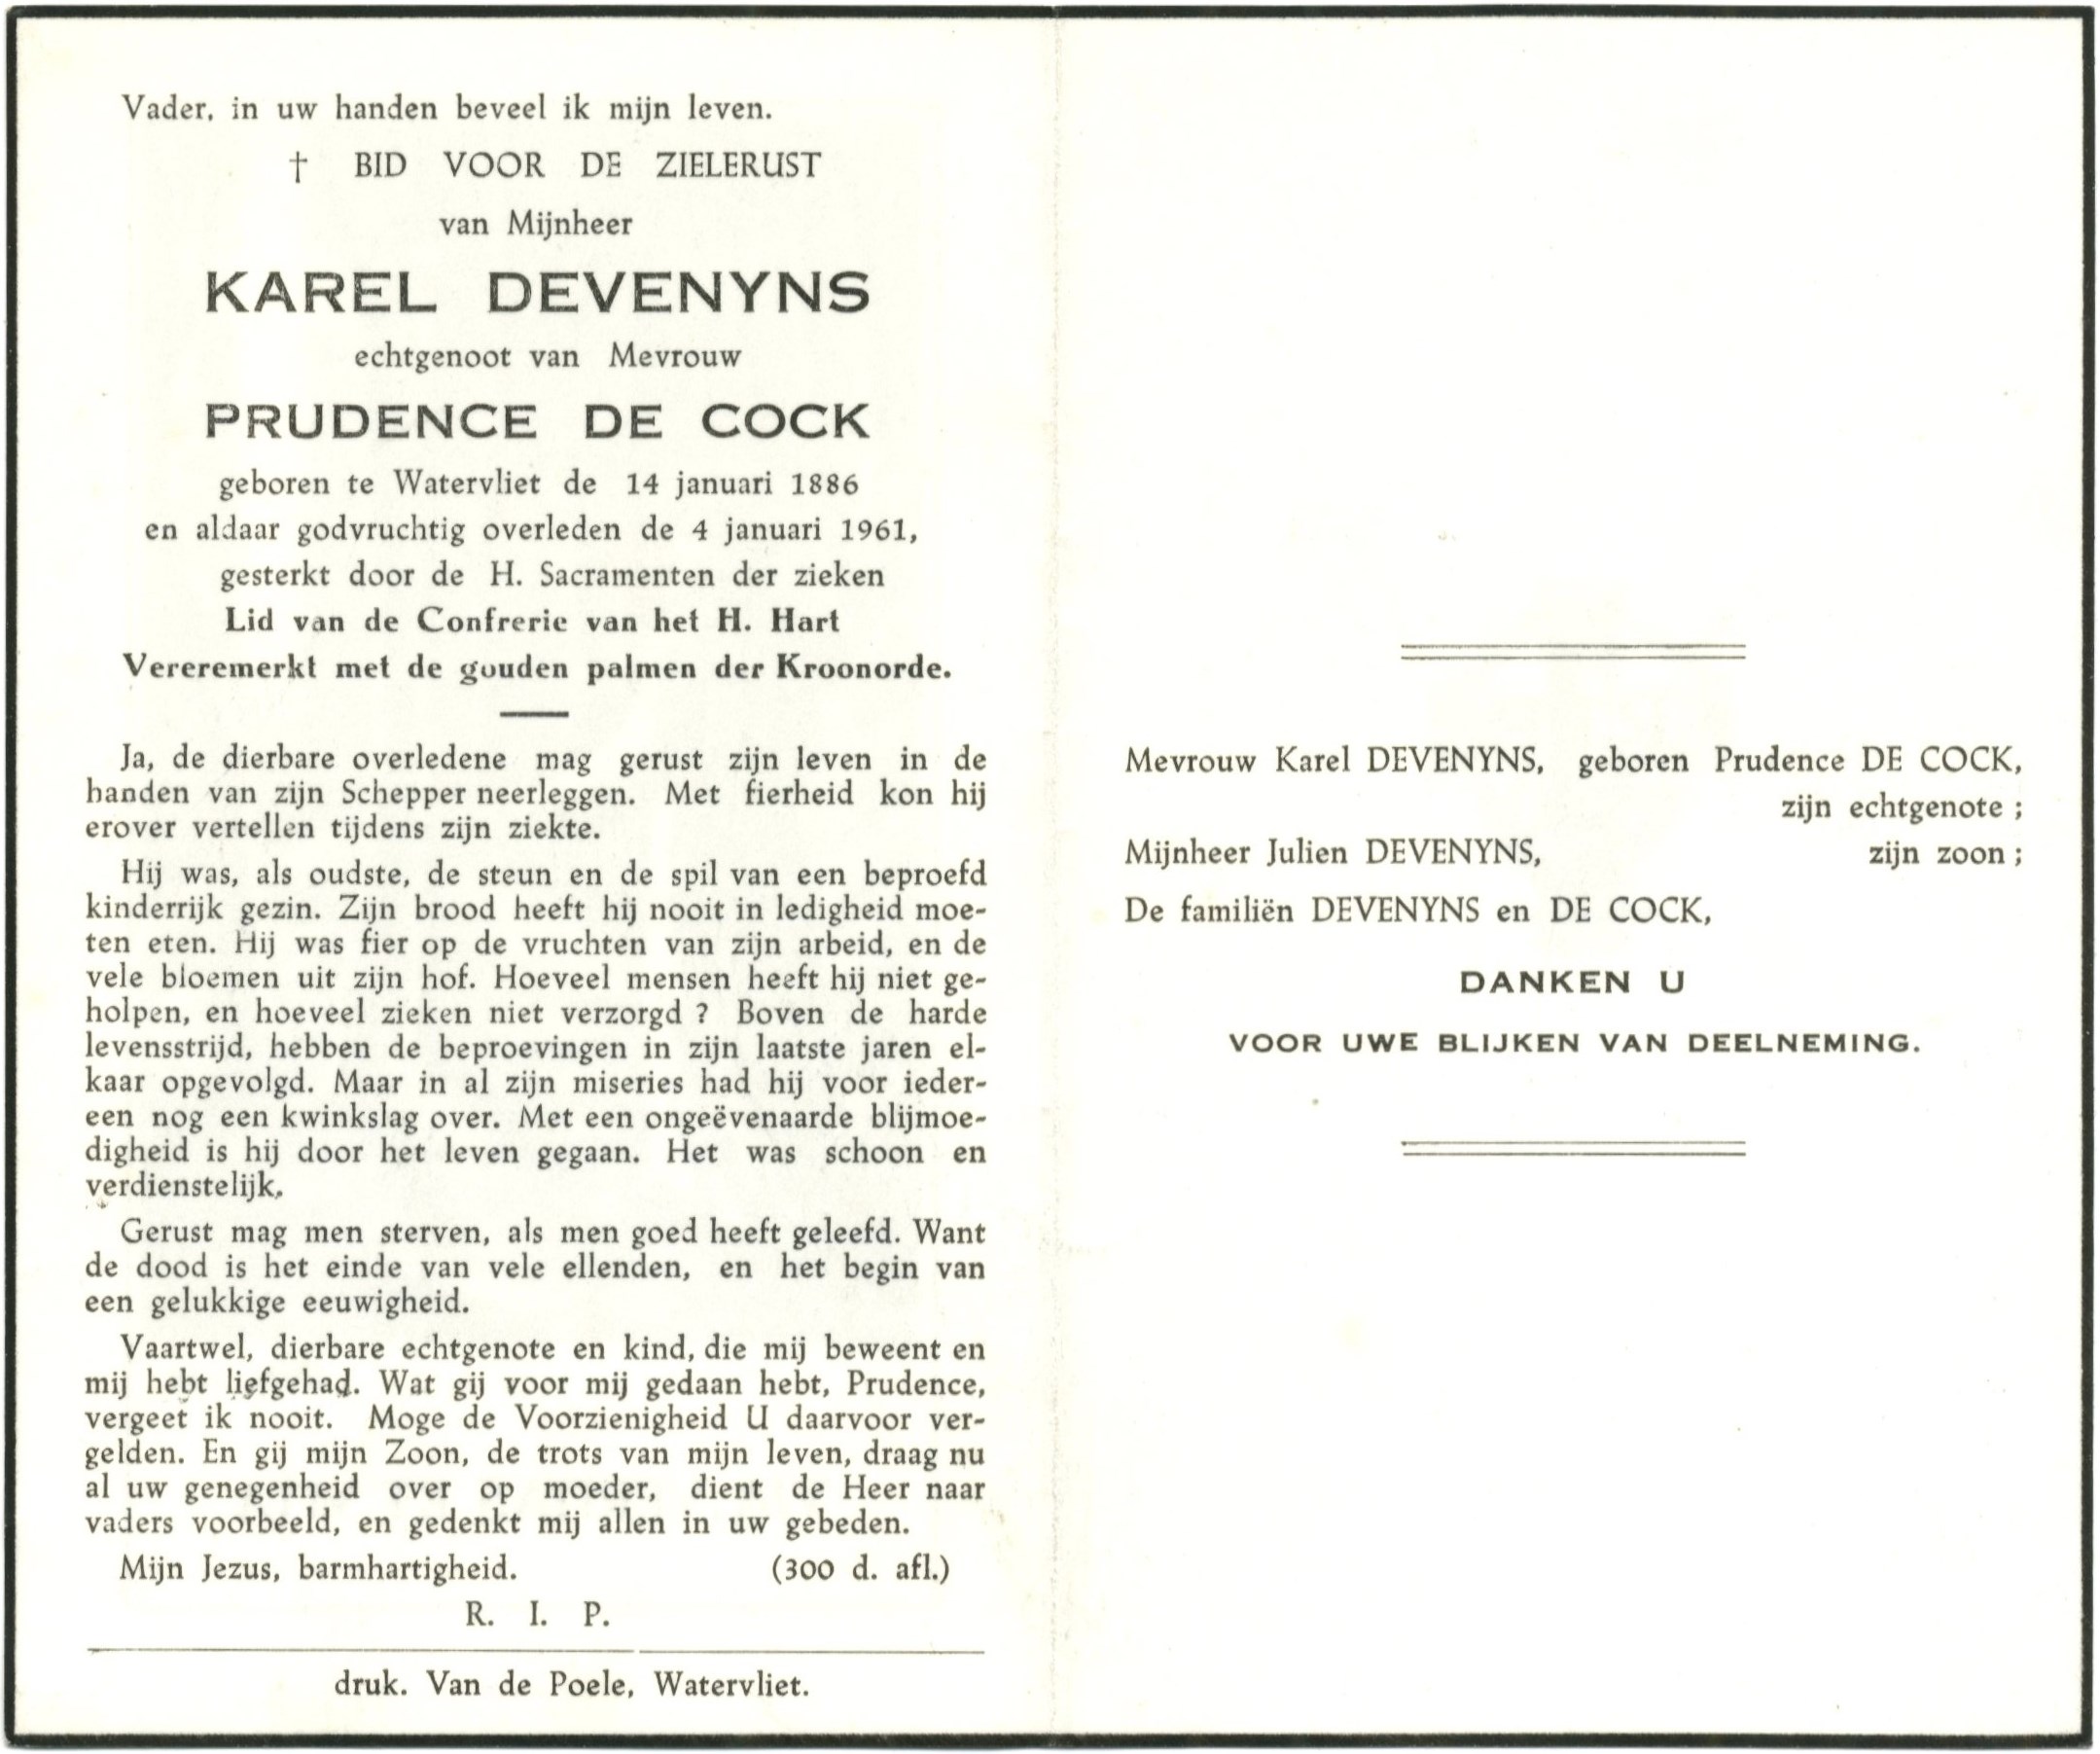 Vader, in uw handen beveel ik mijn leven.
† BID VOOR DE ZIELERUST
van Mijnheer
KAREL DEVENYNS
echtgenoot van Mevrouw
PRUDENCE DE COCK
geboren te Watervliet de 14 januari 1886
en aldaar godvruchtig overleden de 4 januari 1961,
gesterkt door de H. Sacramenten der zieken
Lid van de Confrerie van het H. Hart
Vereremerkt met de gouden palmen der Kroonorde.
Ja, de dierbare overledene mag gerust zijn leven in de
handen van zijn Schepper neerleggen. Met fierheid kon hij
erover vertellen tijdens zijn ziekte.
Hij was, als oudste, de steun en de spil van een beproefd
kinderrijk gezin. Zijn brood heeft hij nooit in ledigheid moe-
ten eten. Hij was fier op de vruchten van zijn arbeid, en de
vele bloemen uit zijn hof. Hoeveel mensen heeft hij niet ge-
holpen, en hoeveel zieken niet verzorgd ? Boven de harde
levensstrijd, hebben de beproevingen in zijn laatste jaren el-
kaar opgevolgd. Maar in al zijn miseries had hij voor ieder-
een nog een kwinkslag over. Met een ongeëvenaarde blijmoe-
digheid is hij door het leven gegaan. Het was schoon en
verdienstelijk.
Gerust mag men sterven, als men goed heeft geleefd. Want
de dood is het einde van vele ellenden, en het begin van
een gelukkige eeuwigheid.
Vaartwel, dierbare echtgenote en kind, die mij beweent en
mij hebt liefgehad. Wat gij voor mij gedaan hebt, Prudence,
vergeet ik nooit. Moge de Voorzienigheid U daarvoor ver-
gelden. En gij mijn Zoon, de trots van mijn leven, draag nu
al uw genegenheid over op moeder, dient de Heer naar
vaders voorbeeld, en gedenkt mij allen in uw gebeden.
Mijn Jezus, barmhartigheid. (300 d. afl.)
R. I. P.
druk. Van de Poele, Watervliet.
Mevrouw Karel DEVENYNS, geboren Prudence DE COCK,
zijn echtgenote ;
Mijnheer Julien DEVENYNS, zijn zoon ;
De familiën DEVENYNS en DE COCK,
DANKEN U
VOOR UWE BLIJKEN VAN DEELNEMING.